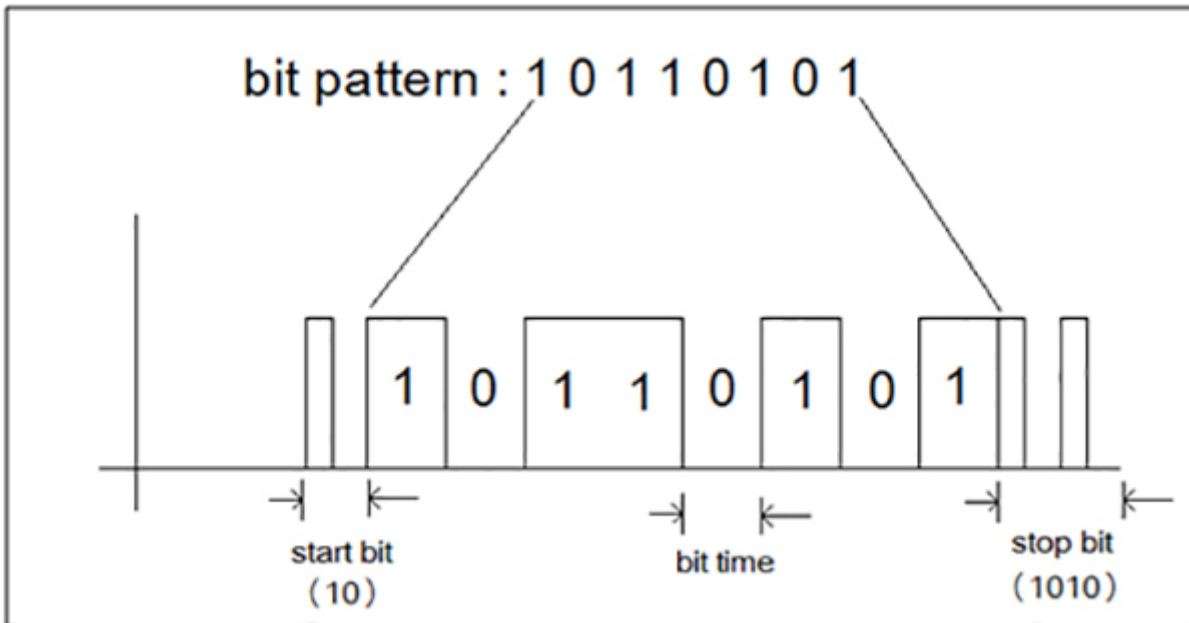 bit pattern : 1 0 1 1 0 1 0 1
1 0 1 1 0 1 0 1
start bit
（10）
bit time
stop bit
（1010）